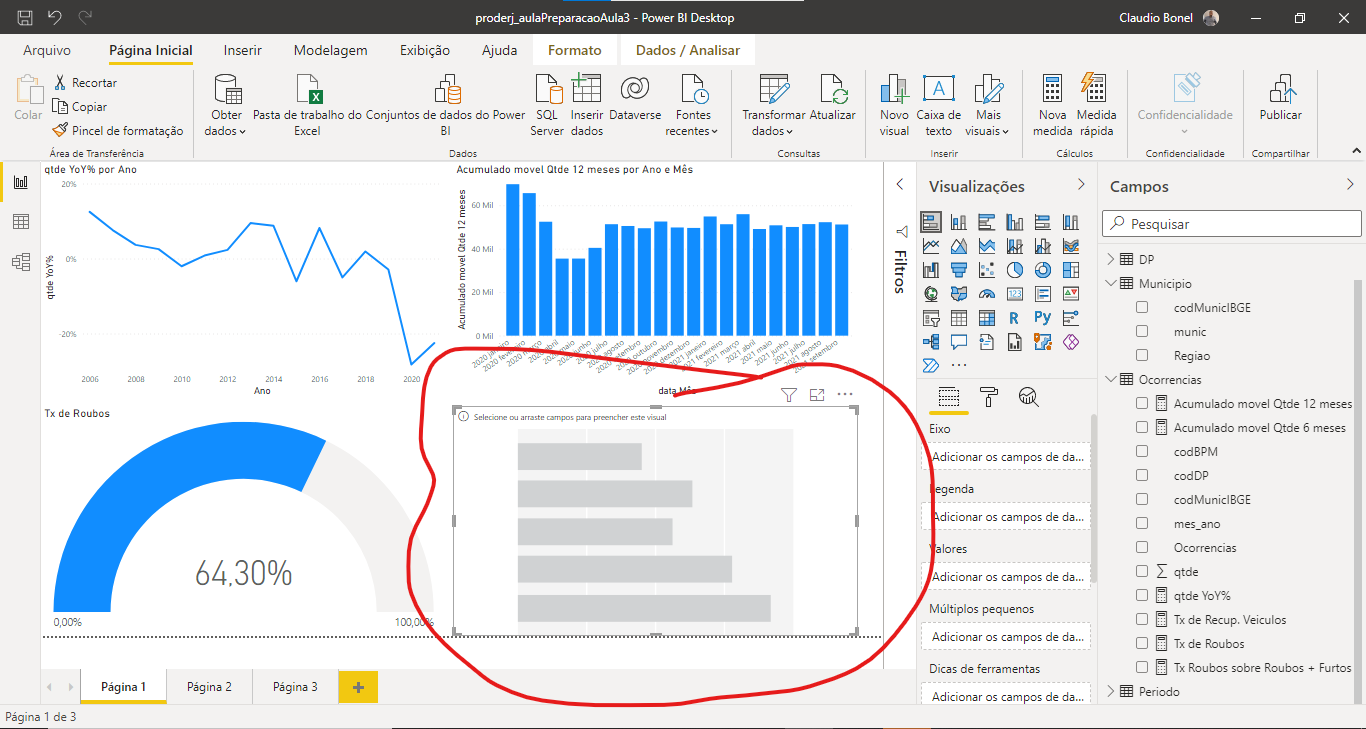 proderj_aulaPreparacaoAula3 - Power BI Desktop
Claudio Bonel
Arquivo
Página Inicial
Inserir
Modelagem
Exibição
Ajuda
Formato
Dados / Analisar
Colar
Recortar
Copiar
Pincel de formatação
Área de Transferência
Obter dados
Pasta de trabalho do Excel
Conjuntos de dados do Power BI
SQL Server
Inserir dados
Dataverse
Fontes recentes
Dados
Transformar dados
Atualizar
Consultas
Novo visual
Caixa de texto
Mais visuais
Inserir
Nova medida
Medida rápida
Cálculos
Confidencialidade
Confidencialidade
Publicar
Compartilhar
qtde YoY% por Ano
20%
0%
-20%
qtde YoY%
2006
2008
2010
2012
2014
2016
2018
2020
Ano
Acumulado movel Qtde 12 meses por Ano e Mês
Acumulado movel Qtde 12 meses
60 Mil
40 Mil
20 Mil
0 Mil
2020 janeiro
2020 fevereiro
2020 março
2020 abril
2020 maio
2020 junho
2020 julho
2020 agosto
2020 setembro
2020 outubro
2020 novembro
2020 dezembro
2021 janeiro
2021 fevereiro
2021 março
2021 abril
2021 maio
2021 junho
2021 julho
2021 agosto
2021 setembro
data Mês
Tx de Roubos
64,30%
0,00%
100,00%
Selecione ou arraste campos para preencher este visual
Filtros
Visualizações
R
Py
123
Eixo
Adicionar os campos de da...
Legenda
Adicionar os campos de da...
Valores
Adicionar os campos de da...
Múltiplos pequenos
Adicionar os campos de da...
Dicas de ferramentas
Adicionar os campos de da...
Campos
Pesquisar
DP
Municipio
codMunicIBGE
munic
Regiao
Ocorrencias
Acumulado movel Qtde 12 meses
Acumulado movel Qtde 6 meses
codBPM
codDP
codMunicIBGE
mes_ano
Ocorrencias
qtde
qtde YoY%
Tx de Recup. Veiculos
Tx de Roubos
Tx Roubos sobre Roubos + Furtos
Periodo
Página 1
Página 2
Página 3
Página 1 de 3